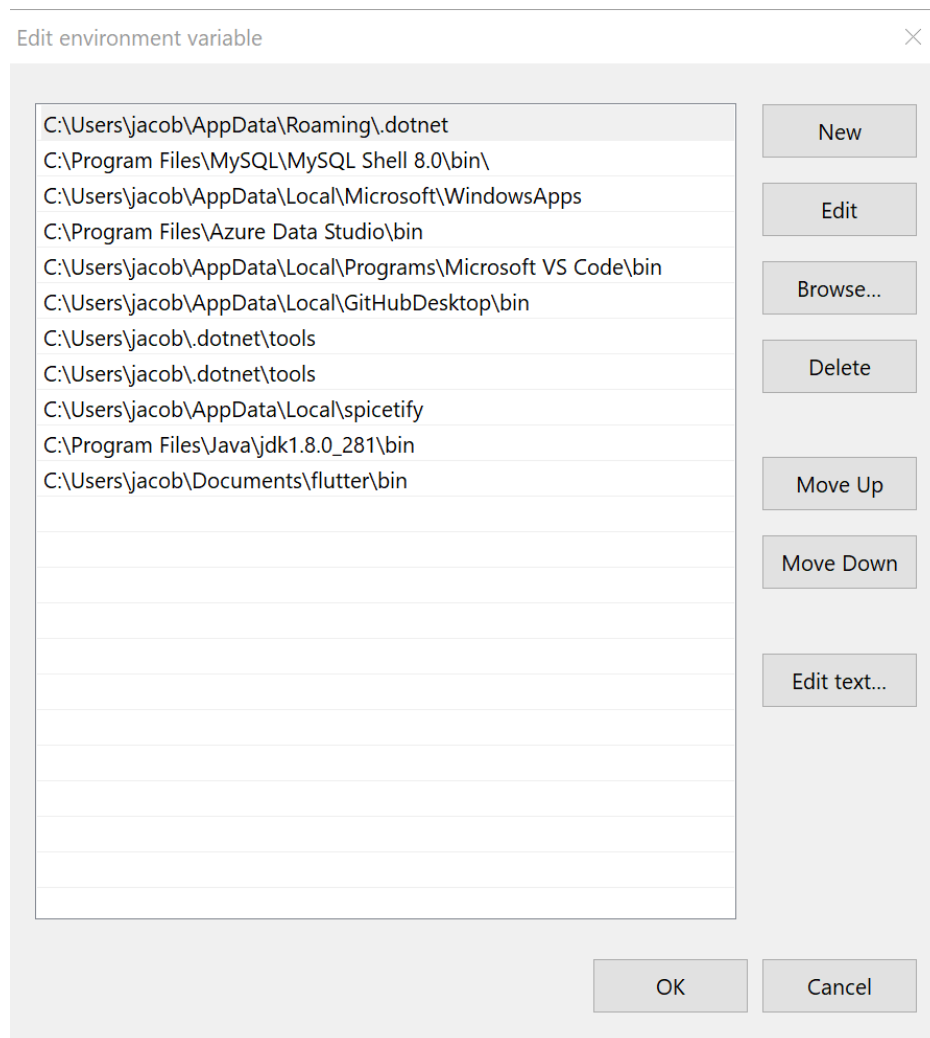 Edit environment variable
C:\Users\jacob\AppData\Roaming\.dotnet
C:\Program Files\MySQL\MySQL Shell 8.0\bin\
C:\Users\jacob\AppData\Local\Microsoft\WindowsApps
C:\Program Files\Azure Data Studio\bin
C:\Users\jacob\AppData\Local\Programs\Microsoft VS Code\bin
C:\Users\jacob\AppData\Local\GitHubDesktop\bin
C:\Users\jacob\.dotnet\tools
C:\Users\jacob\.dotnet\tools
C:\Users\jacob\AppData\Local\spicetify
C:\Program Files\Java\jdk1.8.0_281\bin
C:\Users\jacob\Documents\flutter\bin
New
Edit
Browse...
Delete
Move Up
Move Down
Edit text...
OK
Cancel